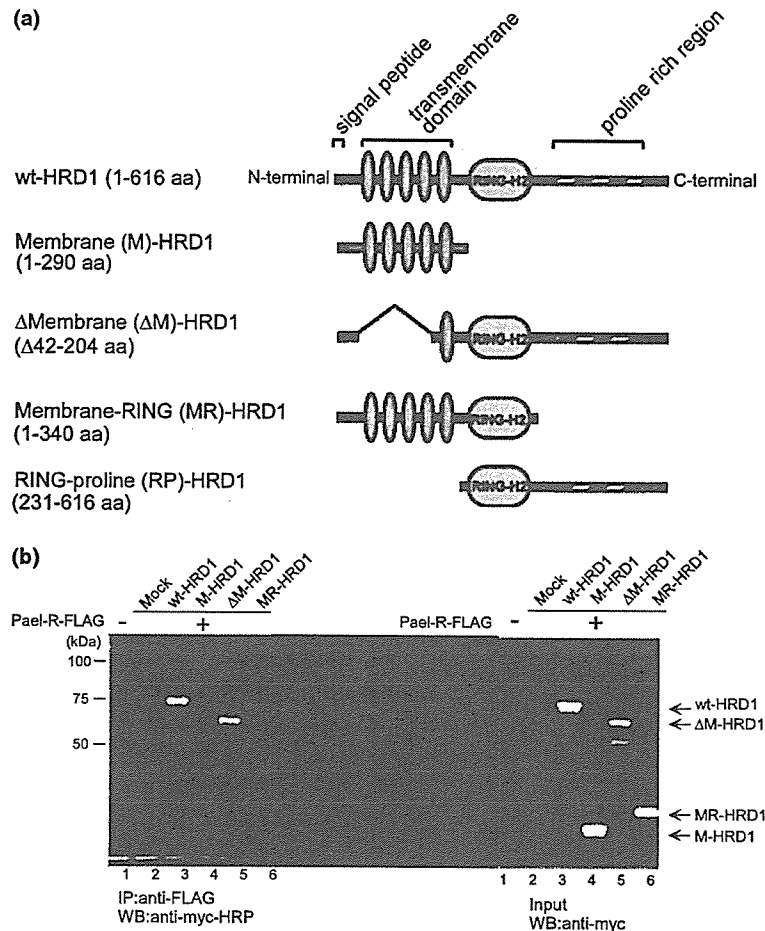 (a)
signal peptide
transmembrane
domain
proline rich region
wt-HRD1 (1-616 aa)
N-terminal
RING-H2
C-terminal
Membrane (M)-HRD1
(1-290 aa)
ΔMembrane (ΔM)-HRD1
(Δ42-204 aa)
RING-H2
Membrane-RING (MR)-HRD1
(1-340 aa)
RING-H2
RING-proline (RP)-HRD1
(231-616 aa)
RING-H2
(b)
Mock wt-HRD1 M-HRD1 ΔM-HRD1 MR-HRD1
Mock wt-HRD1 M-HRD1 ΔM-HRD1 MR-HRD1
Pael-R-FLAG - +
Pael-R-FLAG - +
(kDa)
100
75
50
wt-HRD1
ΔM-HRD1
MR-HRD1
M-HRD1
1 2 3 4 5 6
1 2 3 4 5 6
IP:anti-FLAG
WB:anti-myc-HRP
Input
WB:anti-myc